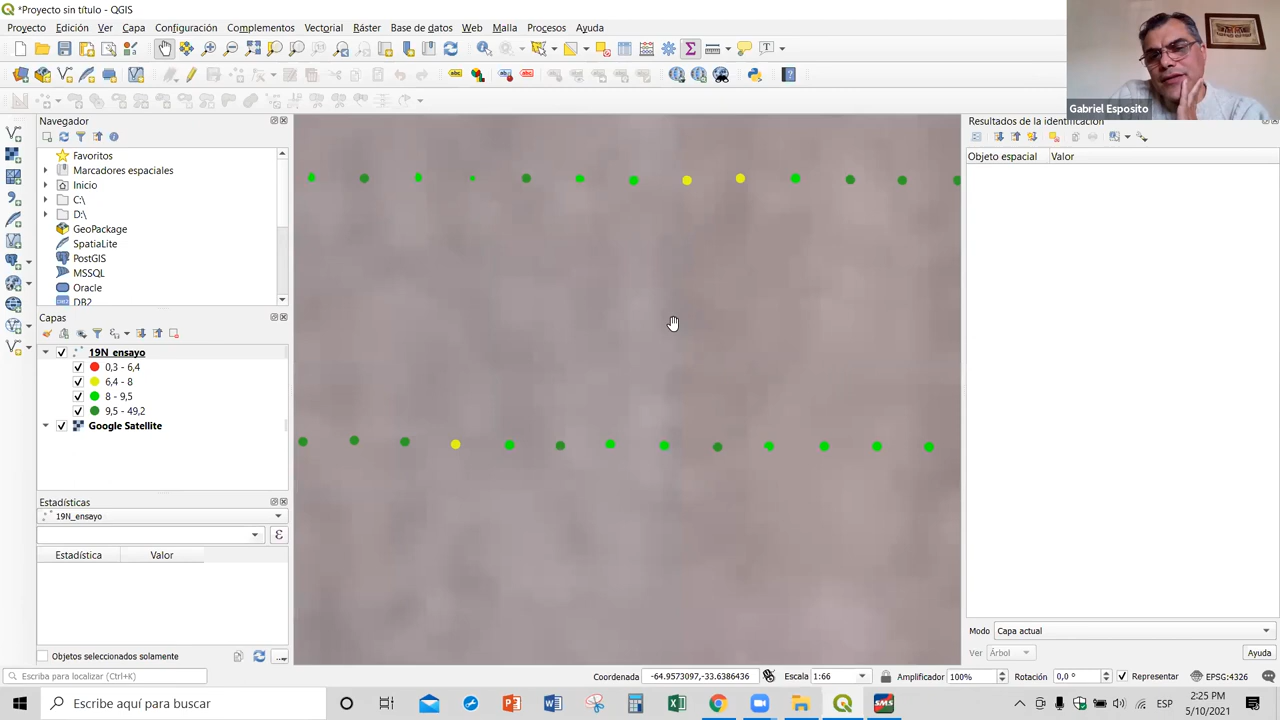 *Proyecto sin título - QGIS
Proyecto Edición Ver Capa Configuración Complementos Vectorial Ráster Base de datos Web Malla Procesos Ayuda
Gabriel Esposito
Navegador
Favoritos
Marcadores espaciales
Inicio
C:\
D:\
GeoPackage
SpatiaLite
PostGIS
MSSQL
Oracle
DB2
Capas
19N_ensayo
0,3 - 6,4
6,4 - 8
8 - 9,5
9,5 - 49,2
Google Satellite
Estadísticas
19N_ensayo
Estadística Valor
Objetos seleccionados solamente
Resultados de la identificación
Objeto espacial Valor
Modo Capa actual
Ver Árbol Ayuda
Escribe para localizar (Ctrl+K) Coordenada -64.9573097,-33.6386436 Escala 1:66 Amplificador 100% Rotación 0,0 ° Representar EPSG:4326
Escribe aquí para buscar
SMS
ESP
2:25 PM
5/10/2021